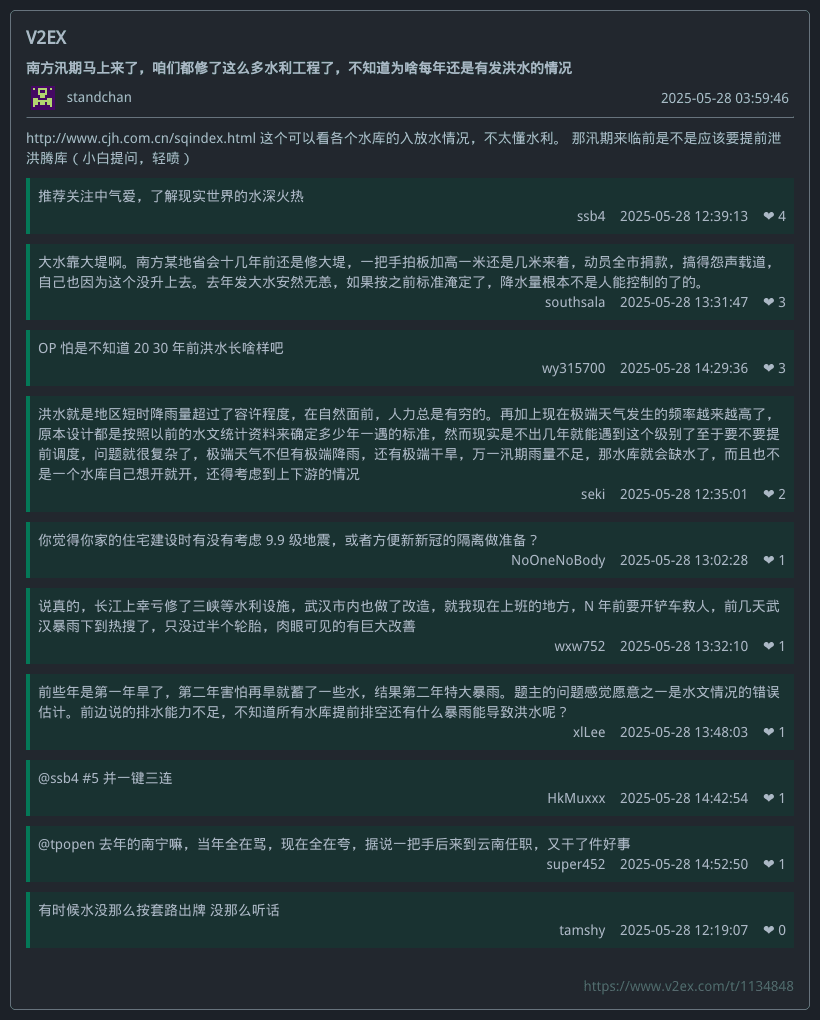 V2EX
南方汛期马上来了，咱们都修了这么多水利工程了，不知道为啥每年还是有发洪水的情况
standchan 2025-05-28 03:59:46
http://www.cjh.com.cn/sqindex.html 这个可以看各个水库的入放水情况，不太懂水利。 那汛期来临前是不是应该要提前泄
洪腾库（小白提问，轻喷）
推荐关注中气爱，了解现实世界的水深火热
ssb4 2025-05-28 12:39:13 ❤ 4
大水靠大堤啊。南方某地省会十几年前还是修大堤，一把手拍板加高一米还是几米来着，动员全市捐款，搞得怨声载道，
自己也因为这个没升上去。去年发大水安然无恙，如果按之前标准淹定了，降水量根本不是人能控制的了的。
southsala 2025-05-28 13:31:47 ❤ 3
OP 怕是不知道 20 30 年前洪水长啥样吧
wy315700 2025-05-28 14:29:36 ❤ 3
洪水就是地区短时降雨量超过了容许程度，在自然面前，人力总是有穷的。再加上现在极端天气发生的频率越来越高了，
原本设计都是按照以前的水文统计资料来确定多少年一遇的标准，然而现实是不出几年就能遇到这个级别了至于要不要提
前调度，问题就很复杂了，极端天气不但有极端降雨，还有极端干旱，万一汛期雨量不足，那水库就会缺水了，而且也不
是一个水库自己想开就开，还得考虑到上下游的情况
seki 2025-05-28 12:35:01 ❤ 2
你觉得你家的住宅建设时有没有考虑 9.9 级地震，或者方便新新冠的隔离做准备？
NoOneNoBody 2025-05-28 13:02:28 ❤ 1
说真的，长江上幸亏修了三峡等水利设施，武汉市内也做了改造，就我现在上班的地方，N 年前要开铲车救人，前几天武
汉暴雨下到热搜了，只没过半个轮胎，肉眼可见的有巨大改善
wxw752 2025-05-28 13:32:10 ❤ 1
前些年是第一年旱了，第二年害怕再旱就蓄了一些水，结果第二年特大暴雨。题主的问题感觉愿意之一是水文情况的错误
估计。前边说的排水能力不足，不知道所有水库提前排空还有什么暴雨能导致洪水呢？
xlLee 2025-05-28 13:48:03 ❤ 1
@ssb4 #5 并一键三连
HkMuxxx 2025-05-28 14:42:54 ❤ 1
@tpopen 去年的南宁嘛，当年全在骂，现在全在夸，据说一把手后来到云南任职，又干了件好事
super452 2025-05-28 14:52:50 ❤ 1
有时候水没那么按套路出牌 没那么听话
tamshy 2025-05-28 12:19:07 ❤ 0
https://www.v2ex.com/t/1134848